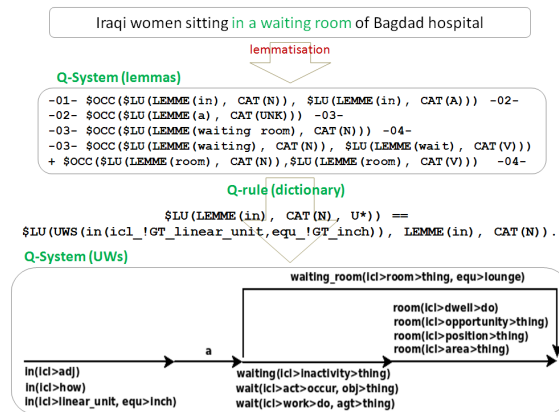 Iraqi women sitting in a waiting room of Bagdad hospital
lemmatisation
Q-System (lemmas)
-01- $OCC($LU(LEMME(in), CAT(N)), $LU(LEMME(in), CAT(A))) -02-
-02- $OCC($LU(LEMME(a), CAT(UNK))) -03-
-03- $OCC($LU(LEMME(waiting room), CAT(N))) -04-
-03- $OCC($LU(LEMME(waiting), CAT(N)), $LU(LEMME(wait), CAT(V)))
+ $OCC($LU(LEMME(room), CAT(N)),$LU(LEMME(room), CAT(V))) -04-
Q-rule (dictionary)
$LU(LEMME(in), CAT(N), U*)) ==
$LU(UWS(in(icl_!GT_linear_unit,equ_!GT_inch)), LEMME(in), CAT(N)).
Q-System (UWs)
waiting_room(icl>room>thing, equ>lounge)
room(icl>dwell>do)
room(icl>opportunity>thing)
room(icl>position>thing)
room(icl>area>thing)
a
in(icl>adj)
in(icl>how)
in(icl>linear_unit, equ>inch)
waiting(icl>inactivity>thing)
wait(icl>act>occur, obj>thing)
wait(icl>work>do, agt>thing)